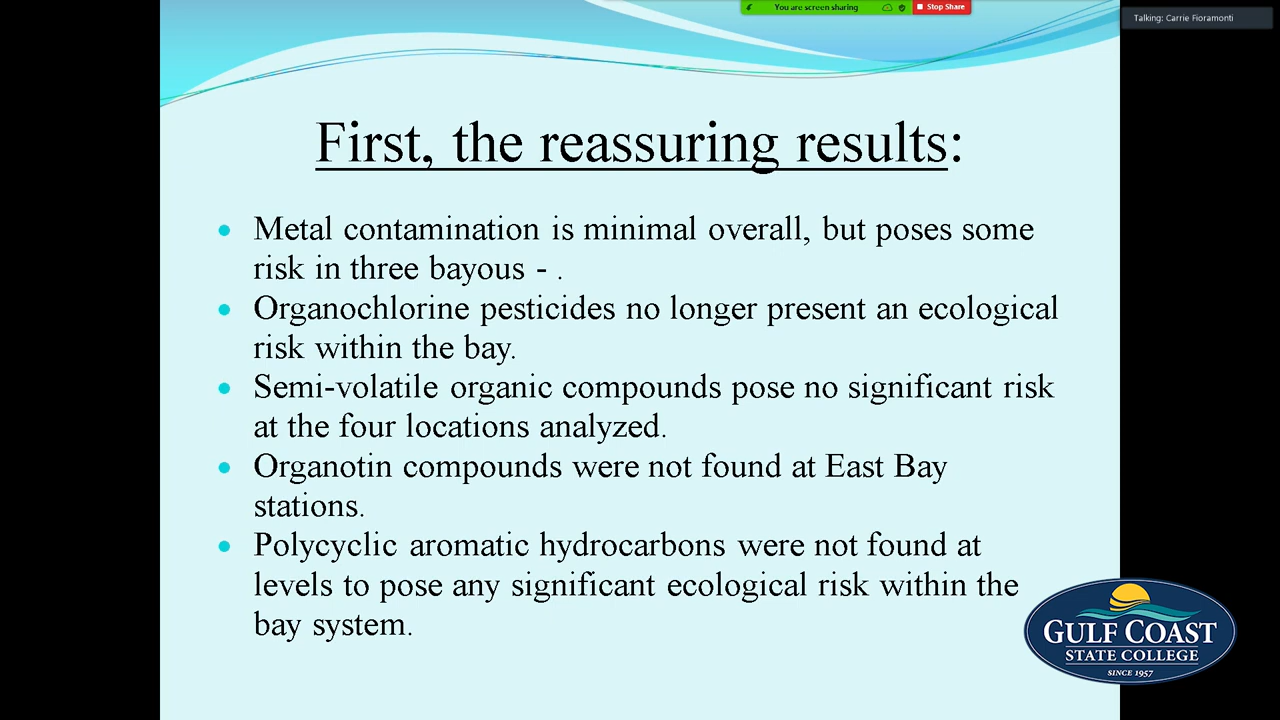 You are screen sharing
Stop Share
Talking: Carrie Fioramonti
First, the reassuring results:
Metal contamination is minimal overall, but poses some
risk in three bayous - .
Organochlorine pesticides no longer present an ecological
risk within the bay.
Semi-volatile organic compounds pose no significant risk
at the four locations analyzed.
Organotin compounds were not found at East Bay
stations.
Polycyclic aromatic hydrocarbons were not found at
levels to pose any significant ecological risk within the
bay system.
GULF COAST
STATE COLLEGE
SINCE 1957